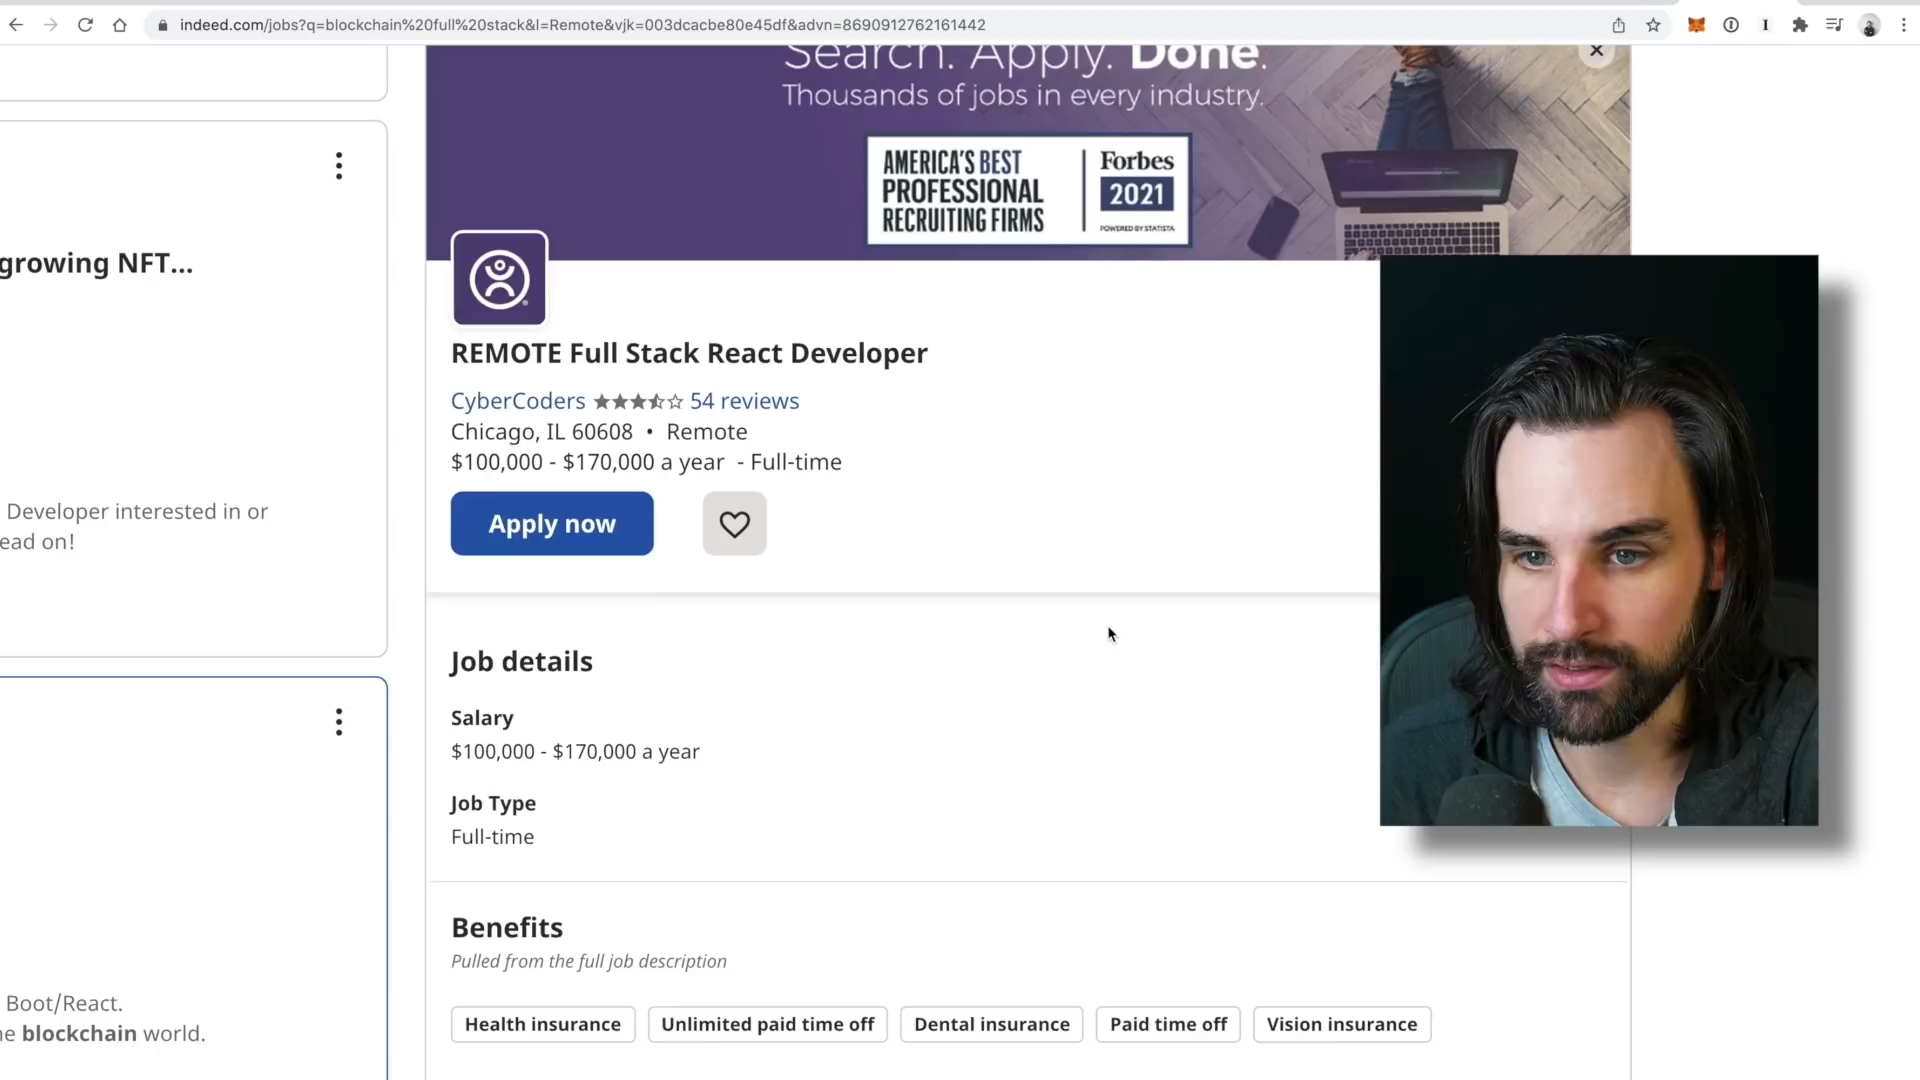 indeed.com/jobs?q=blockchain%20full%20stack&l=Remote&vjk=003dcacbe80e45df&advn=8690912762161442
Search. Apply. Done.
Thousands of jobs in every industry.
AMERICA'S BEST
PROFESSIONAL
RECRUITING FIRMS
Forbes
2021
POWERED BY STATISTA
growing NFT...
Developer interested in or
ead on!
Boot/React.
ne blockchain world.
REMOTE Full Stack React Developer
CyberCoders 54 reviews
Chicago, IL 60608 • Remote
$100,000 - $170,000 a year - Full-time
Apply now
Job details
Salary
$100,000 - $170,000 a year
Job Type
Full-time
Benefits
Pulled from the full job description
Health insurance
Unlimited paid time off
Dental insurance
Paid time off
Vision insurance